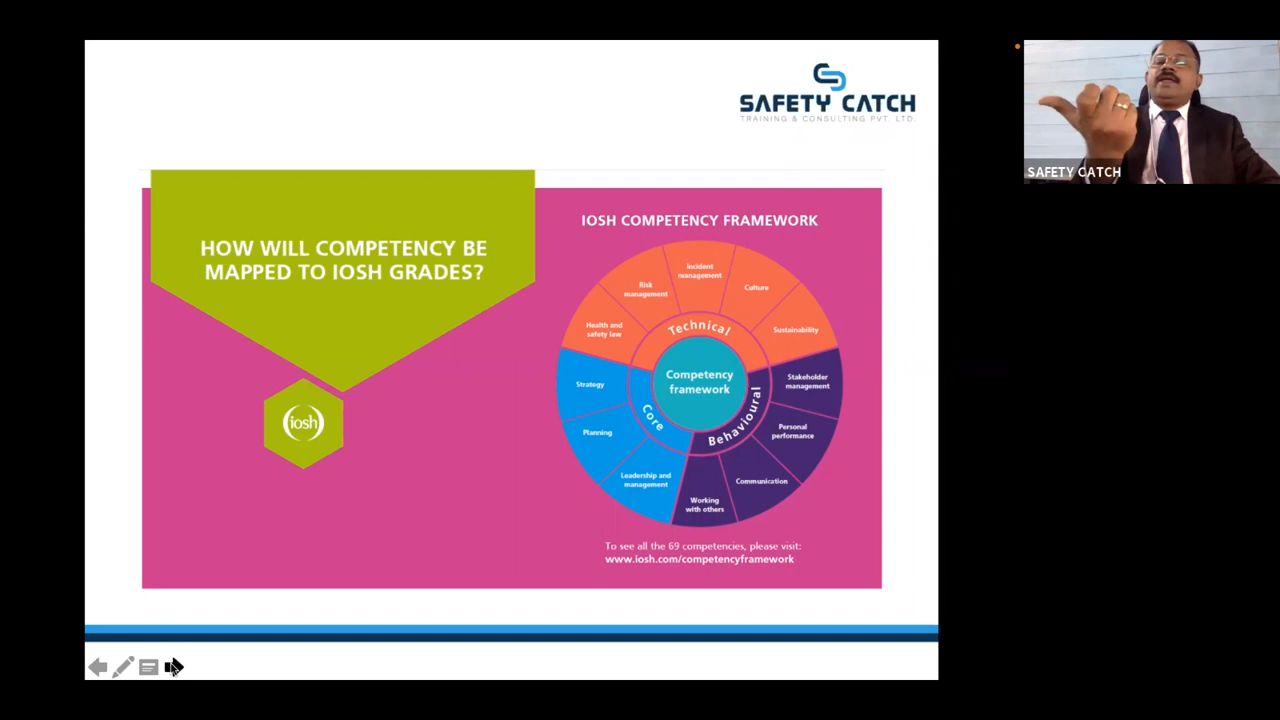 SAFETY CATCH
TRAINING & CONSULTING PVT. LTD.
HOW WILL COMPETENCY BE
MAPPED TO IOSH GRADES?
iosh
IOSH COMPETENCY FRAMEWORK
Technical
Health and
safety law
Risk
management
Incident
management
Culture
Sustainability
Competency
framework
Behavioural
Stakeholder
management
Personal
performance
Communication
Working
with others
Core
Strategy
Planning
Leadership and
management
To see all the 69 competencies, please visit:
www.iosh.com/competencyframework
SAFETY CATCH